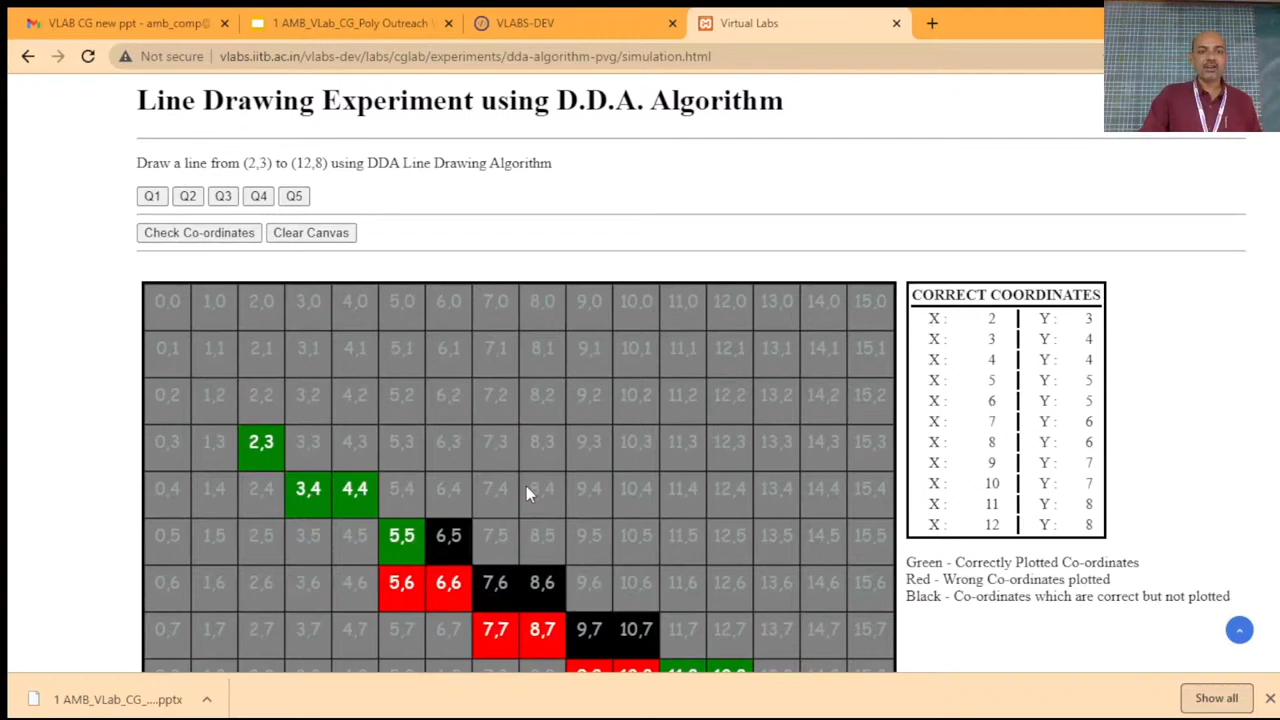 VLAB CG new ppt - amb_comp@
1 AMB_VLab_CG_Poly Outreach
VLABS-DEV
Virtual Labs
Not secure
vlabs.iitb.ac.in/vlabs-dev/labs/cglab/experiments/dda-algorithm-pvg/simulation.html
Line Drawing Experiment using D.D.A. Algorithm
Draw a line from (2,3) to (12,8) using DDA Line Drawing Algorithm
Q1 Q2 Q3 Q4 Q5
Check Co-ordinates Clear Canvas
0,0 1,0 2,0 3,0 4,0 5,0 6,0 7,0 8,0 9,0 10,0 11,0 12,0 13,0 14,0 15,0
0,1 1,1 2,1 3,1 4,1 5,1 6,1 7,1 8,1 9,1 10,1 11,1 12,1 13,1 14,1 15,1
0,2 1,2 2,2 3,2 4,2 5,2 6,2 7,2 8,2 9,2 10,2 11,2 12,2 13,2 14,2 15,2
0,3 1,3 2,3 3,3 4,3 5,3 6,3 7,3 8,3 9,3 10,3 11,3 12,3 13,3 14,3 15,3
0,4 1,4 2,4 3,4 4,4 5,4 6,4 7,4 8,4 9,4 10,4 11,4 12,4 13,4 14,4 15,4
0,5 1,5 2,5 3,5 4,5 5,5 6,5 7,5 8,5 9,5 10,5 11,5 12,5 13,5 14,5 15,5
0,6 1,6 2,6 3,6 4,6 5,6 6,6 7,6 8,6 9,6 10,6 11,6 12,6 13,6 14,6 15,6
0,7 1,7 2,7 3,7 4,7 5,7 6,7 7,7 8,7 9,7 10,7 11,7 12,7 13,7 14,7 15,7
CORRECT COORDINATES
X : 2 Y : 3
X : 3 Y : 4
X : 4 Y : 4
X : 5 Y : 5
X : 6 Y : 5
X : 7 Y : 6
X : 8 Y : 6
X : 9 Y : 7
X : 10 Y : 7
X : 11 Y : 8
X : 12 Y : 8
Green - Correctly Plotted Co-ordinates
Red - Wrong Co-ordinates plotted
Black - Co-ordinates which are correct but not plotted
1 AMB_VLab_CG_....pptx
Show all